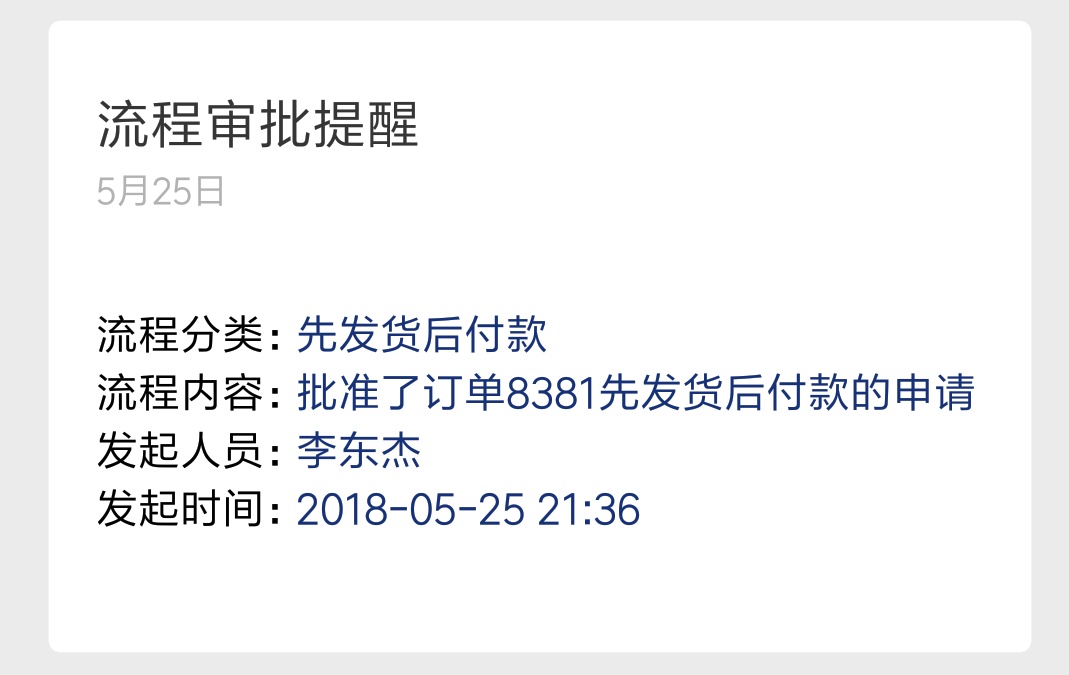 流程审批提醒
5月25日
流程分类：先发货后付款
流程内容：批准了订单8381先发货后付款的申请
发起人员：李东杰
发起时间：2018-05-25 21:36